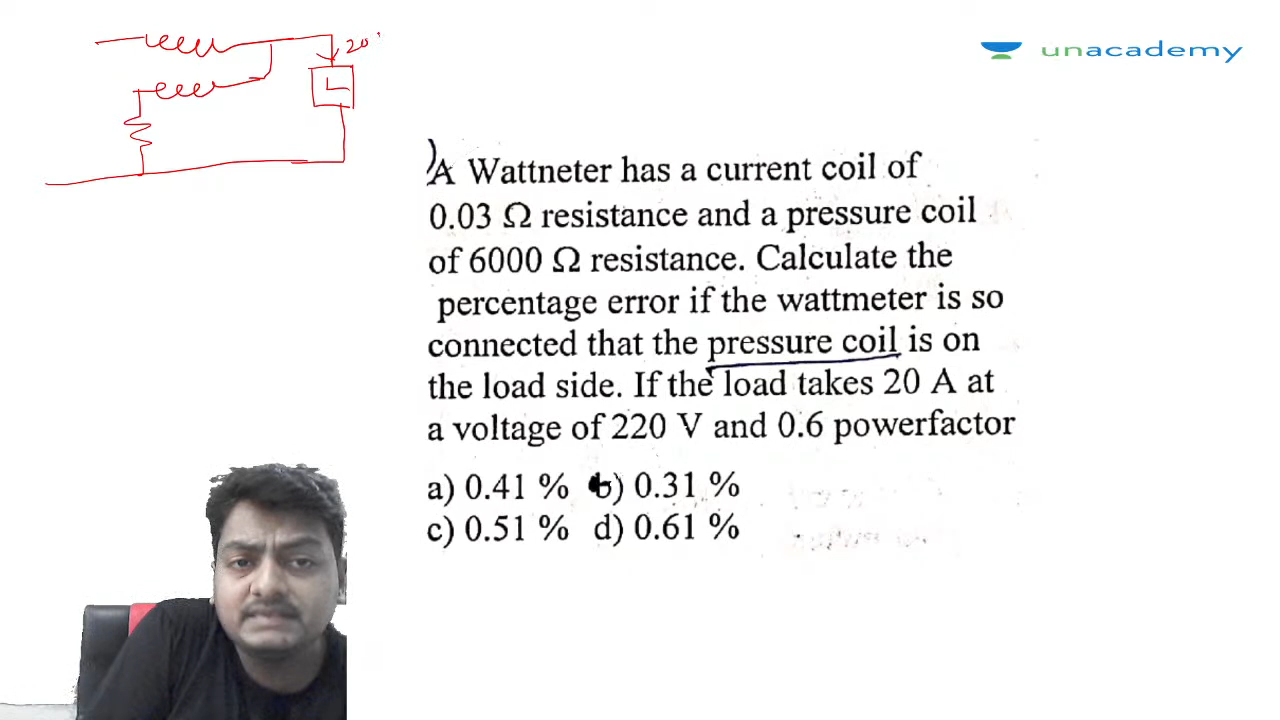 20
L
unacademy
A Wattneter has a current coil of
0.03 Ω resistance and a pressure coil
of 6000 Ω resistance. Calculate the
percentage error if the wattmeter is so
connected that the pressure coil is on
the load side. If the load takes 20 A at
a voltage of 220 V and 0.6 powerfactor
a) 0.41 % b) 0.31 %
c) 0.51 % d) 0.61 %